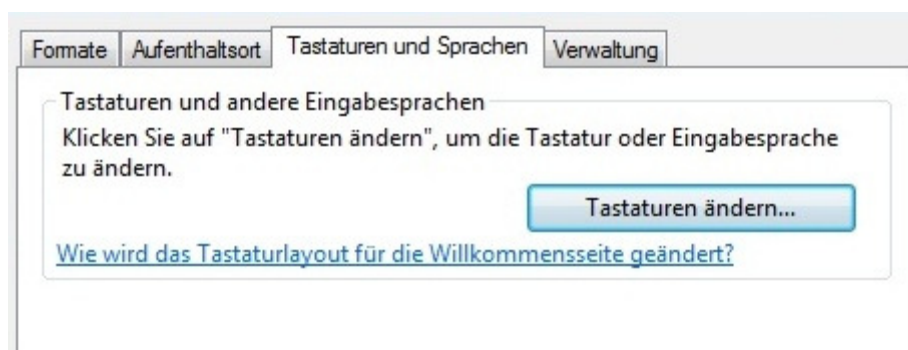 Formate Aufenthaltsort Tastaturen und Sprachen Verwaltung
Tastaturen und andere Eingabesprachen
Klicken Sie auf "Tastaturen ändern", um die Tastatur oder Eingabesprache
zu ändern.
Tastaturen ändern...
Wie wird das Tastaturlayout für die Willkommensseite geändert?